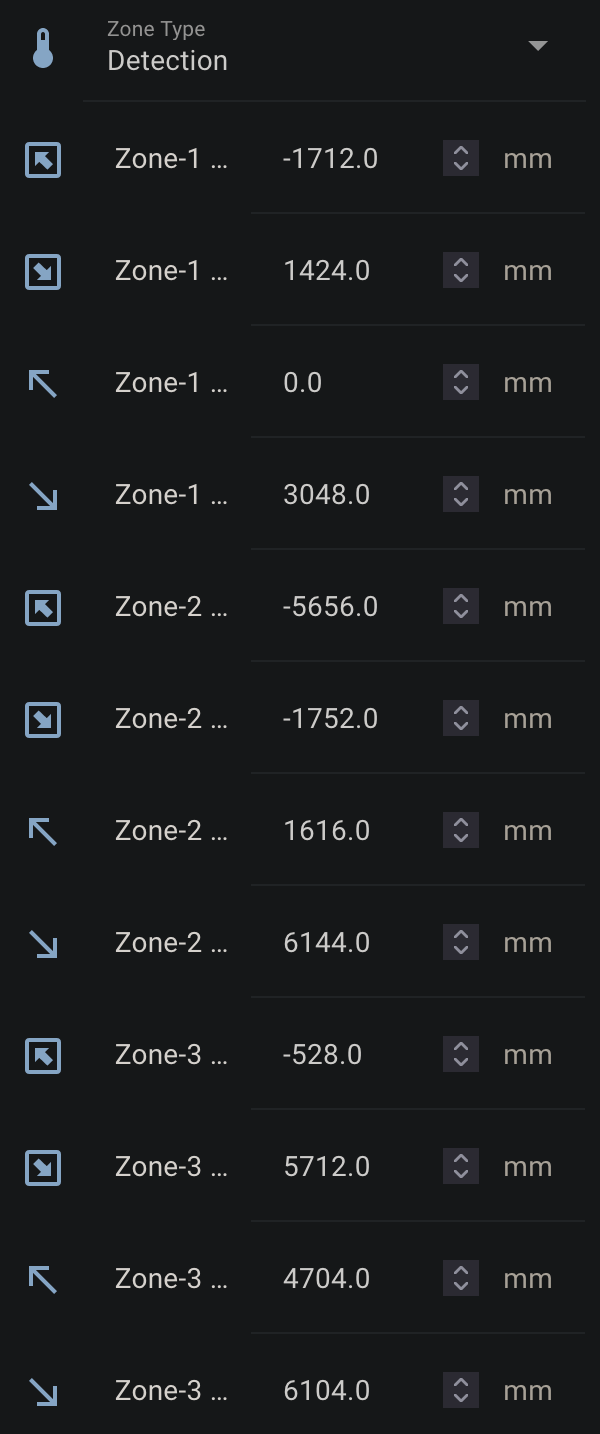 Zone Type
Detection
Zone-1 ... -1712.0 mm
Zone-1 ... 1424.0 mm
Zone-1 ... 0.0 mm
Zone-1 ... 3048.0 mm
Zone-2 ... -5656.0 mm
Zone-2 ... -1752.0 mm
Zone-2 ... 1616.0 mm
Zone-2 ... 6144.0 mm
Zone-3 ... -528.0 mm
Zone-3 ... 5712.0 mm
Zone-3 ... 4704.0 mm
Zone-3 ... 6104.0 mm